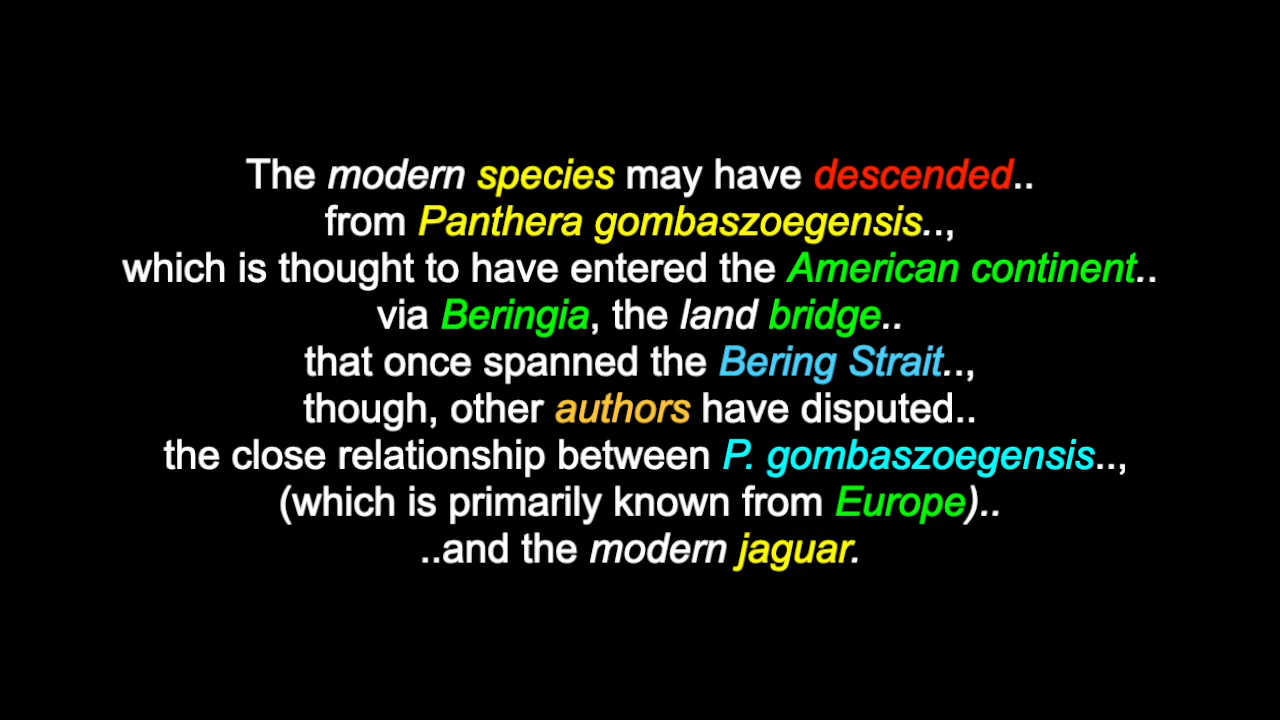 The modern species may have descended..
from Panthera gombaszoegensis..,
which is thought to have entered the American continent..
via Beringia, the land bridge..
that once spanned the Bering Strait..,
though, other authors have disputed..
the close relationship between P. gombaszoegensis..,
(which is primarily known from Europe)..
..and the modern jaguar.